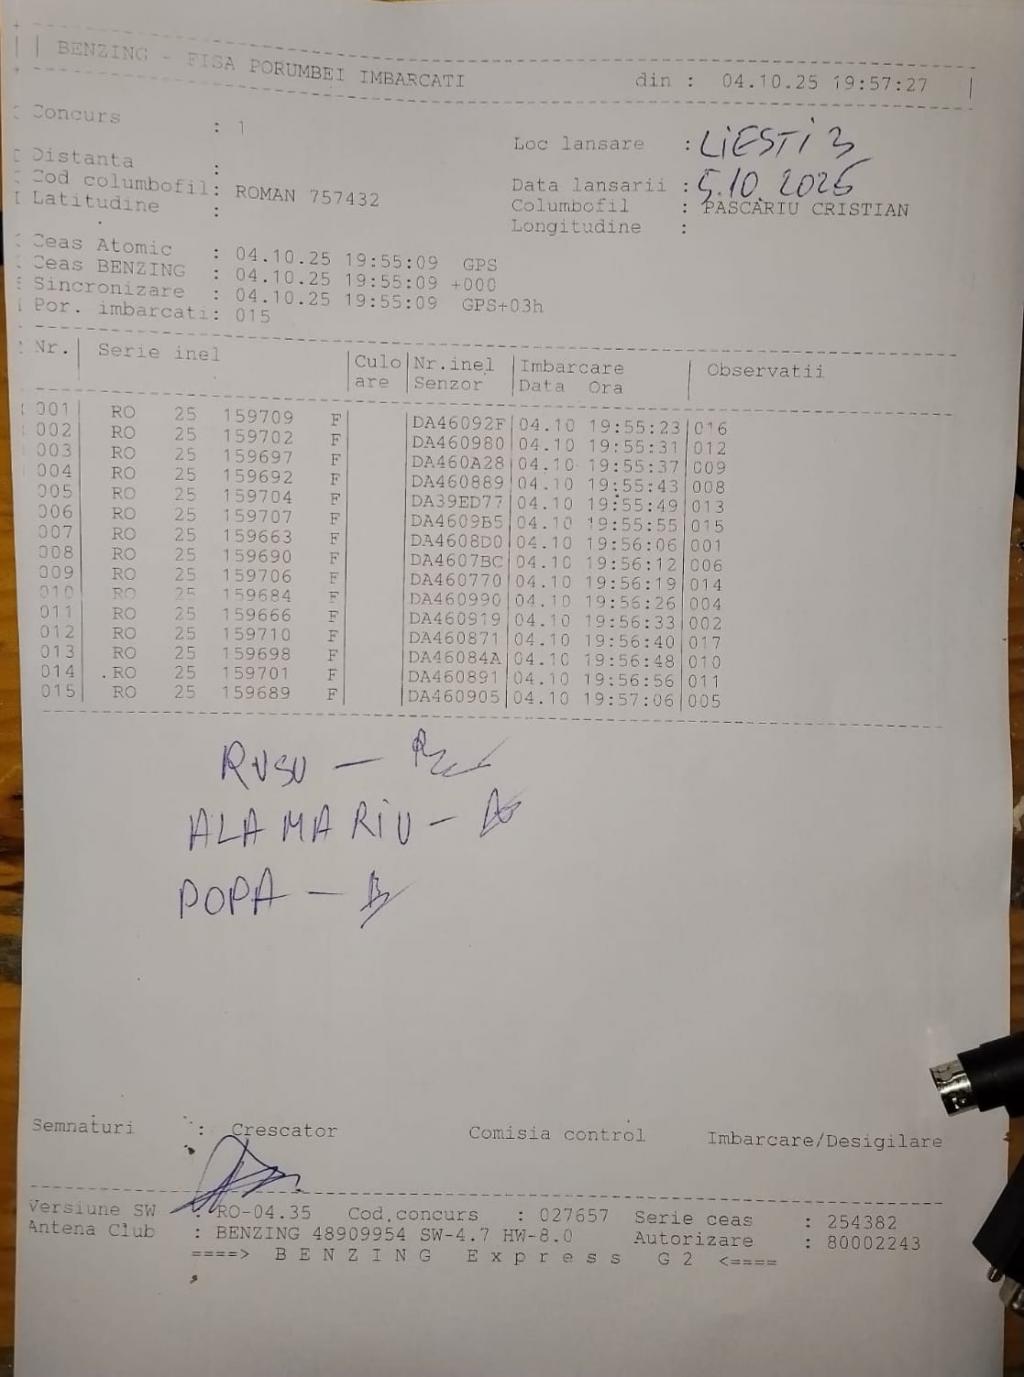 BENZING - FISA PORUMBEI IMBARCATI din : 04.10.25 19:57:27
Concurs : 1 Loc lansare : LIESTI 3
Distanta : Data lansarii : 5.10.2025
Cod columbofil: ROMAN 757432 Columbofil : PASCARIU CRISTIAN
Latitudine : Longitudine :
Ceas Atomic : 04.10.25 19:55:09 GPS
Ceas BENZING : 04.10.25 19:55:09 +000
Sincronizare : 04.10.25 19:55:09 GPS+03h
Por. imbarcati: 015
Nr. Serie inel Culo Nr.inel Imbarcare Observatii
are Senzor Data Ora
001 RO 25 159709 F DA46092F 04.10 19:55:23 016
002 RO 25 159702 F DA460980 04.10 19:55:31 012
003 RO 25 159697 F DA460A28 04.10 19:55:37 009
004 RO 25 159692 F DA460889 04.10 19:55:43 008
005 RO 25 159704 F DA39ED77 04.10 19:55:49 013
006 RO 25 159707 F DA4609B5 04.10 19:55:55 015
007 RO 25 159663 F DA4608D0 04.10 19:56:06 001
008 RO 25 159690 F DA4607BC 04.10 19:56:12 006
009 RO 25 159706 F DA460770 04.10 19:56:19 014
010 RO 25 159684 F DA460990 04.10 19:56:26 004
011 RO 25 159666 F DA460919 04.10 19:56:33 002
012 RO 25 159710 F DA460871 04.10 19:56:40 017
013 RO 25 159698 F DA46084A 04.10 19:56:48 010
014 RO 25 159701 F DA460891 04.10 19:56:56 011
015 RO 25 159689 F DA460905 04.10 19:57:06 005
RUSU —
ALAMARIU —
POPA —
Semnaturi : Crescator Comisia control Imbarcare/Desigilare
Versiune SW : RO-04.35 Cod.concurs : 027657 Serie ceas : 254382
Antena Club : BENZING 48909954 SW-4.7 HW-8.0 Autorizare : 80002243
====> B E N Z I N G E x p r e s s G 2 <====